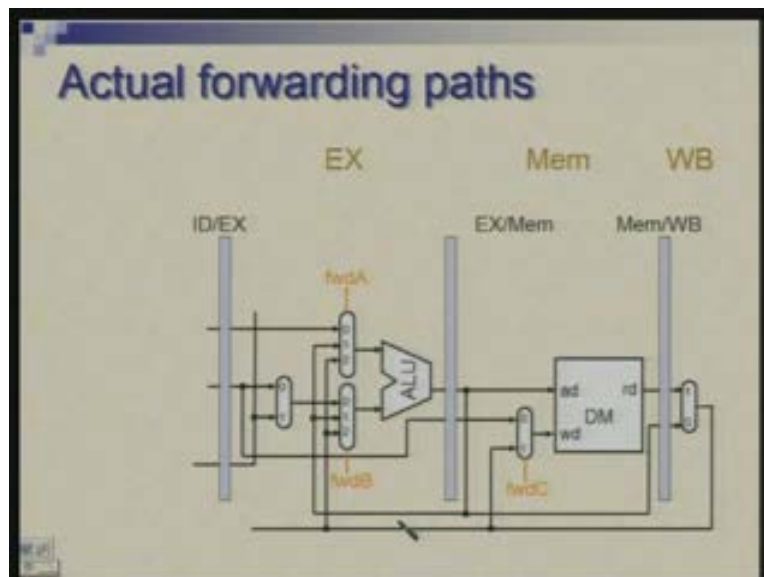 Actual forwarding paths
EX Mem WB
ID/EX EX/Mem Mem/WB
fwdA
ALU
ad rd
DM
wd
fwdB fwdC